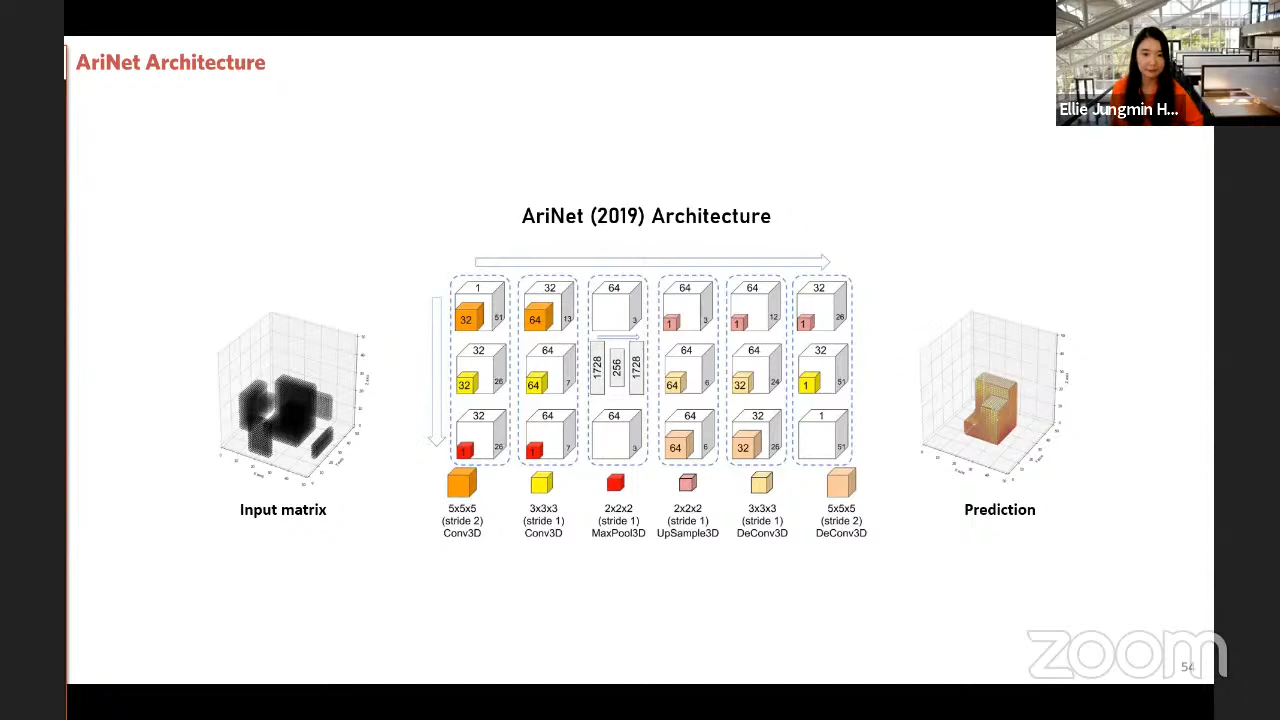 AriNet Architecture
Ellie Jungmin H...
AriNet (2019) Architecture
1 32 64 64 64 32
32 51 64 13 3 1 3 1 12 1 26
32 64 64 64 32
32 26 64 7 1728 256 1728 64 6 32 24 1 51
32 64 64 64 32 1
1 26 1 7 3 64 6 32 26 51
5x5x5 3x3x3 2x2x2 2x2x2 3x3x3 5x5x5
(stride 2) (stride 1) (stride 1) (stride 1) (stride 1) (stride 2)
Conv3D Conv3D MaxPool3D UpSample3D DeConv3D DeConv3D
Input matrix
Prediction
zoom
54